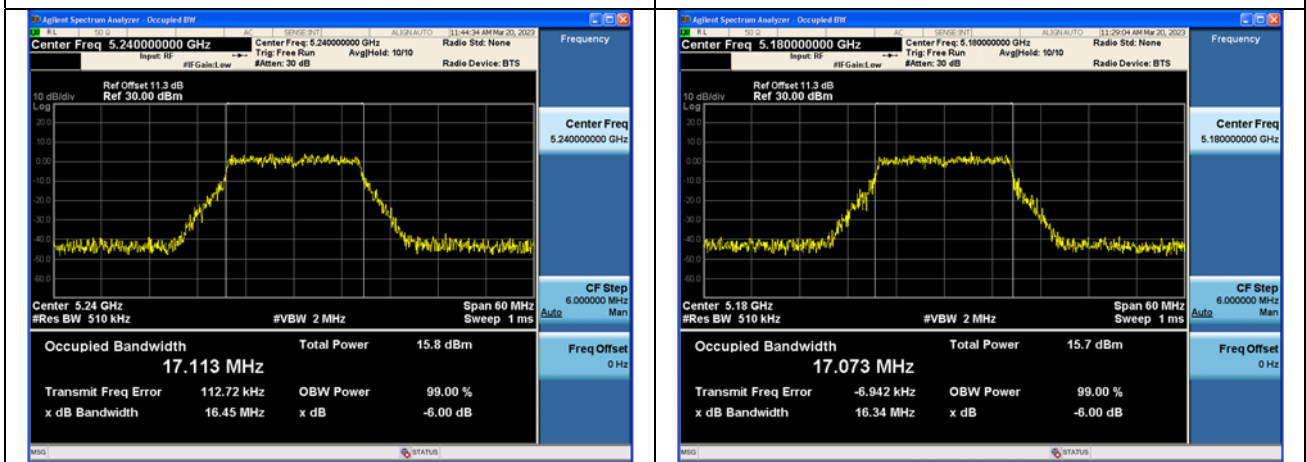 Agilent Spectrum Analyzer - Occupied BW
RL 50 Ω AC SENSE:INT ALIGN AUTO 11:44:34 AM Mar 20, 2023
Center Freq 5.240000000 GHz
Input: RF
#IFGain:Low
Center Freq: 5.240000000 GHz
Trig: Free Run Avg|Hold: 10/10
#Atten: 30 dB
Radio Std: None
Radio Device: BTS
Frequency
Ref Offset 11.3 dB
10 dB/div Ref 30.00 dBm
Log
20.0
10.0
0.00
-10.0
-20.0
-30.0
-40.0
-50.0
-60.0
Center Freq
5.240000000 GHz
Center 5.24 GHz Span 60 MHz
#Res BW 510 kHz #VBW 2 MHz Sweep 1 ms
CF Step
6.000000 MHz
Auto Man
Occupied Bandwidth Total Power 15.8 dBm
17.113 MHz
Transmit Freq Error 112.72 kHz OBW Power 99.00 %
x dB Bandwidth 16.45 MHz x dB -6.00 dB
Freq Offset
0 Hz
MSG STATUS
Agilent Spectrum Analyzer - Occupied BW
RL 50 Ω AC SENSE:INT ALIGN AUTO 11:29:04 AM Mar 20, 2023
Center Freq 5.180000000 GHz
Input: RF
#IFGain:Low
Center Freq: 5.180000000 GHz
Trig: Free Run Avg|Hold: 10/10
#Atten: 30 dB
Radio Std: None
Radio Device: BTS
Frequency
Ref Offset 11.3 dB
10 dB/div Ref 30.00 dBm
Log
20.0
10.0
0.00
-10.0
-20.0
-30.0
-40.0
-50.0
-60.0
Center Freq
5.180000000 GHz
Center 5.18 GHz Span 60 MHz
#Res BW 510 kHz #VBW 2 MHz Sweep 1 ms
CF Step
6.000000 MHz
Auto Man
Occupied Bandwidth Total Power 15.7 dBm
17.073 MHz
Transmit Freq Error -6.942 kHz OBW Power 99.00 %
x dB Bandwidth 16.34 MHz x dB -6.00 dB
Freq Offset
0 Hz
MSG STATUS